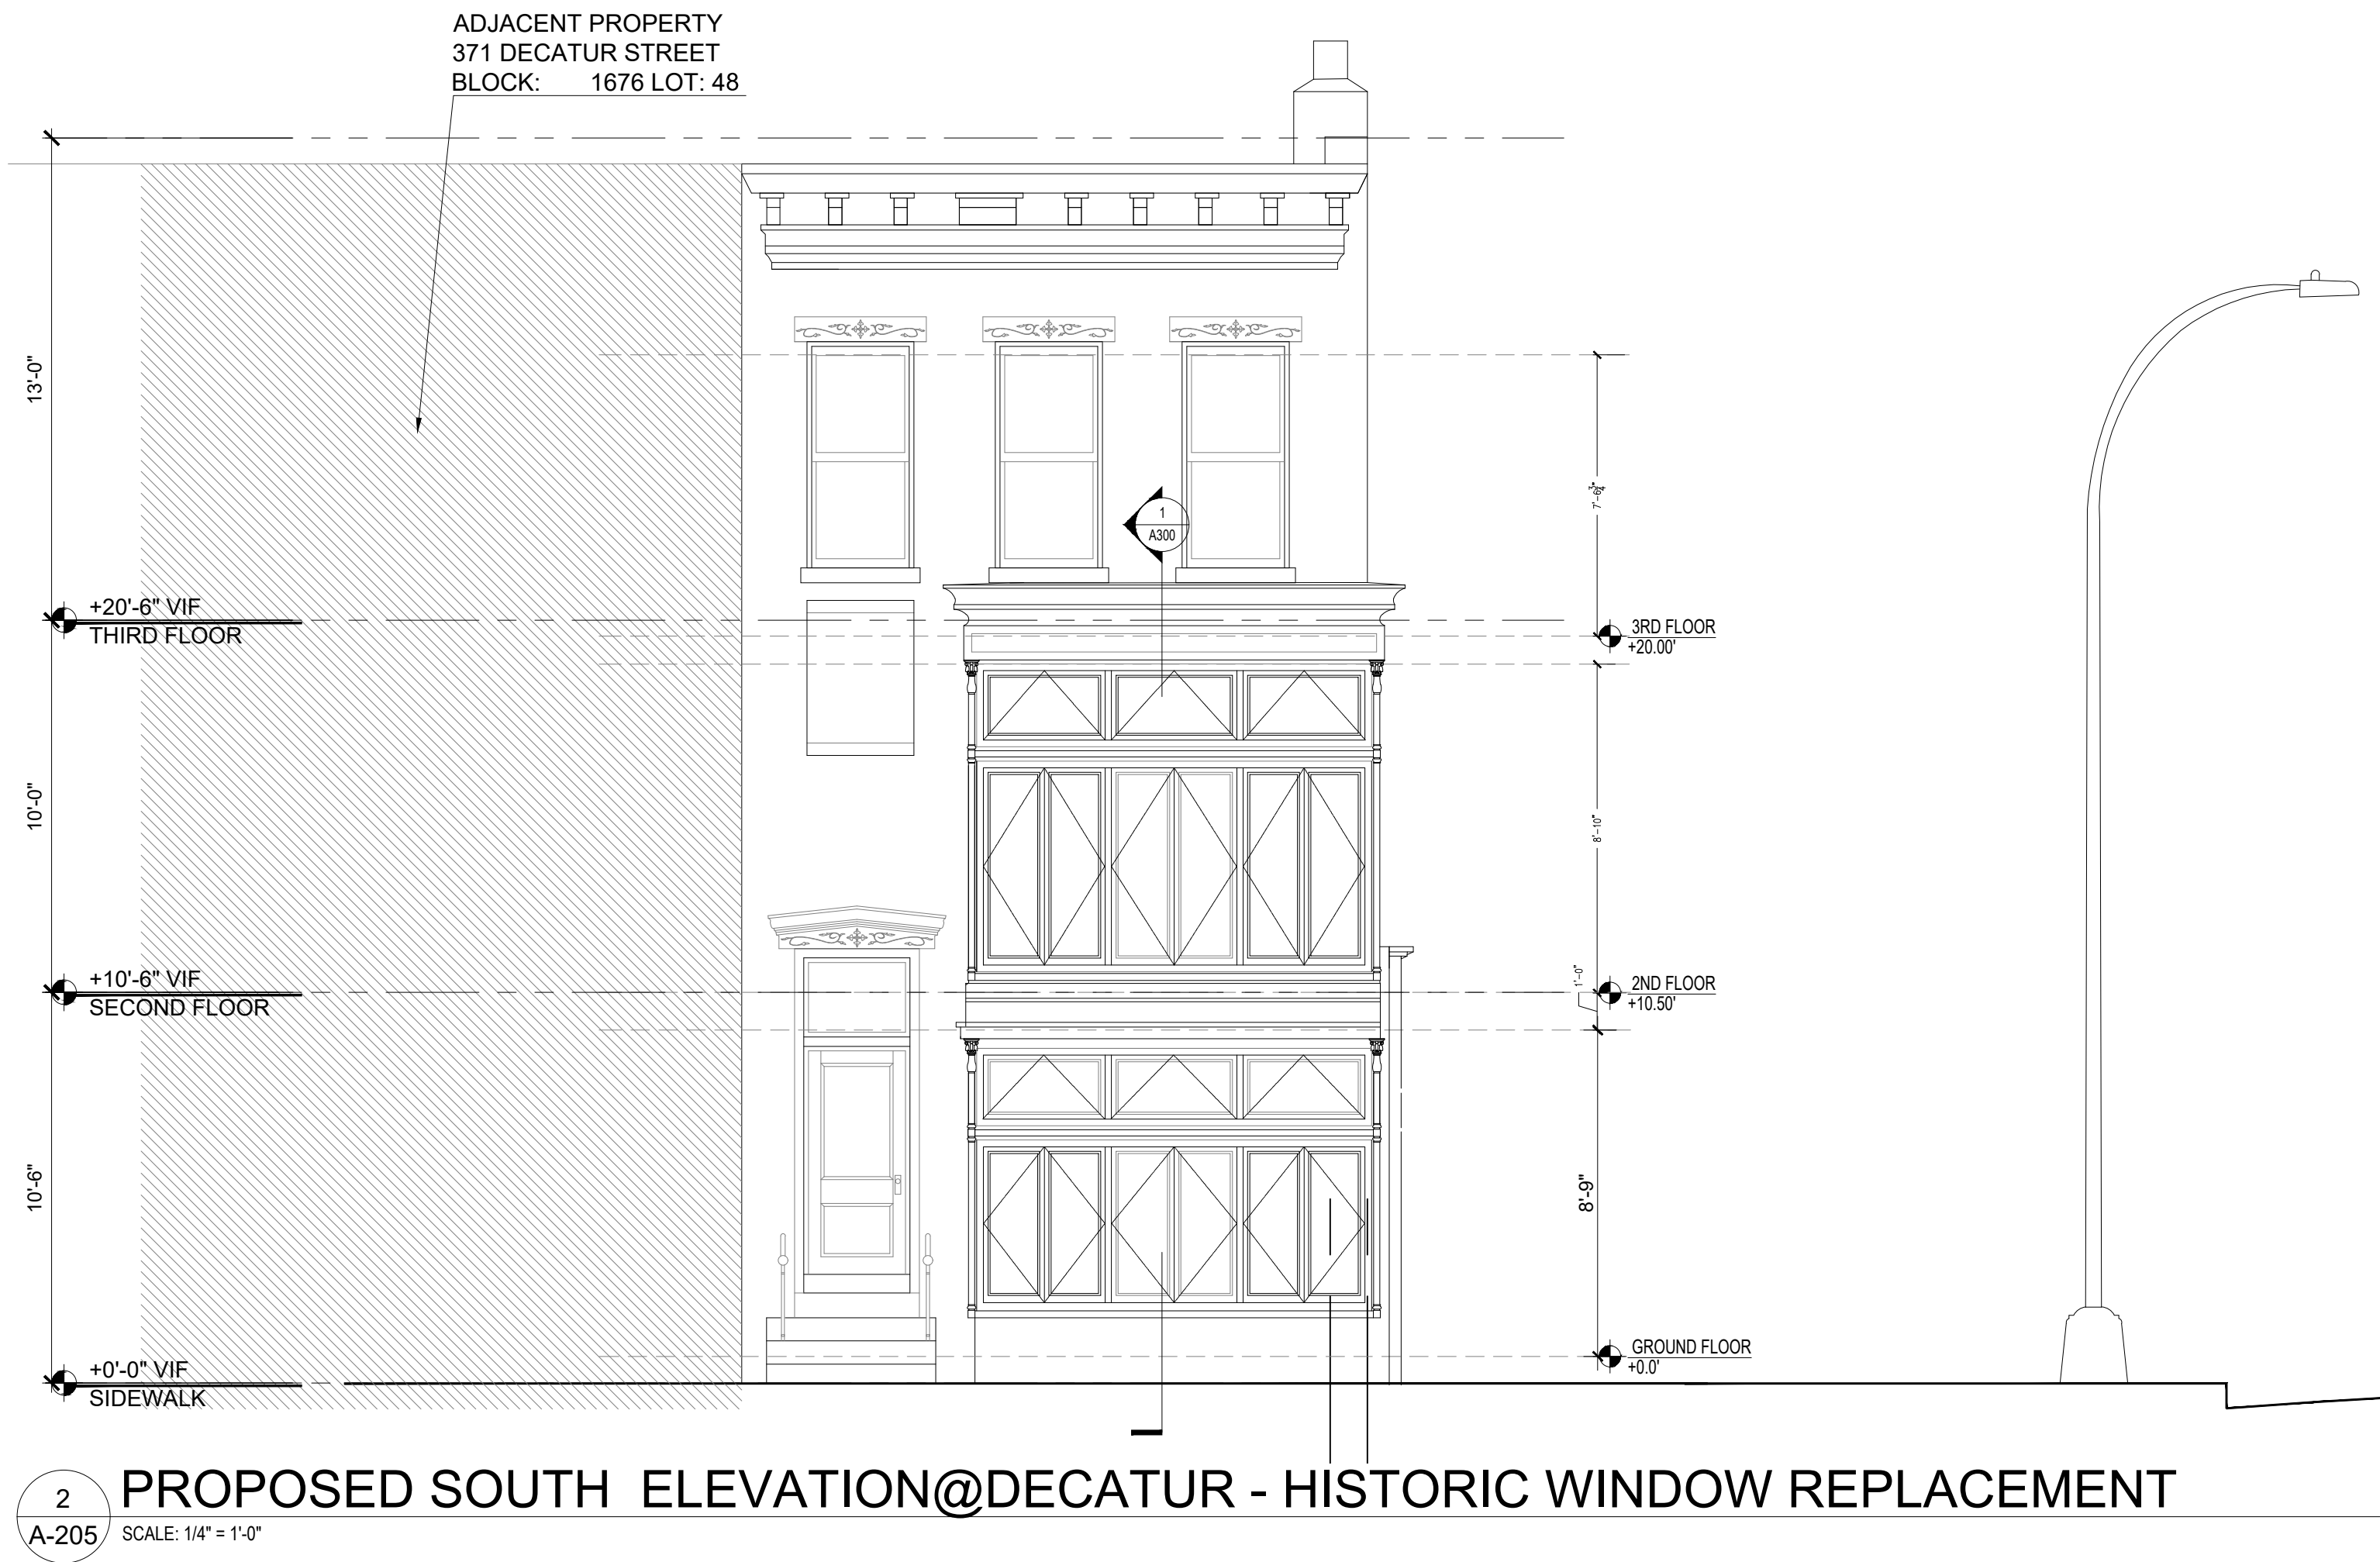 ADJACENT PROPERTY
371 DECATUR STREET
BLOCK: 1676 LOT: 48
13'-0"
7'-6¾"
1
A300
+20'-6" VIF
THIRD FLOOR
3RD FLOOR
+20.00'
10'-0"
8'-10"
+10'-6" VIF
SECOND FLOOR
1'-0"
2ND FLOOR
+10.50'
10'-6"
8'-9"
GROUND FLOOR
+0.0'
+0'-0" VIF
SIDEWALK
2
A-205
PROPOSED SOUTH ELEVATION@DECATUR - HISTORIC WINDOW REPLACEMENT
SCALE: 1/4" = 1'-0"